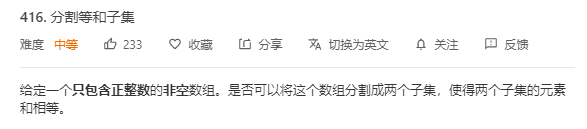 416. 分割等和子集
难度 中等 233 收藏 分享 切换为英文 关注 反馈
给定一个只包含正整数的非空数组。是否可以将这个数组分割成两个子集，使得两个子集的元素
和相等。